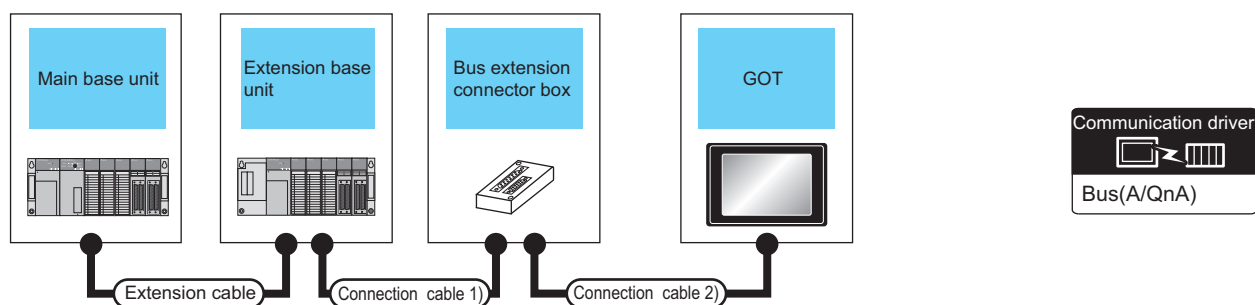 Main base unit
Extension base
unit
Bus extension
connector box
GOT
Communication driver
Bus(A/QnA)
Extension cable
Connection cable 1)
Connection cable 2)